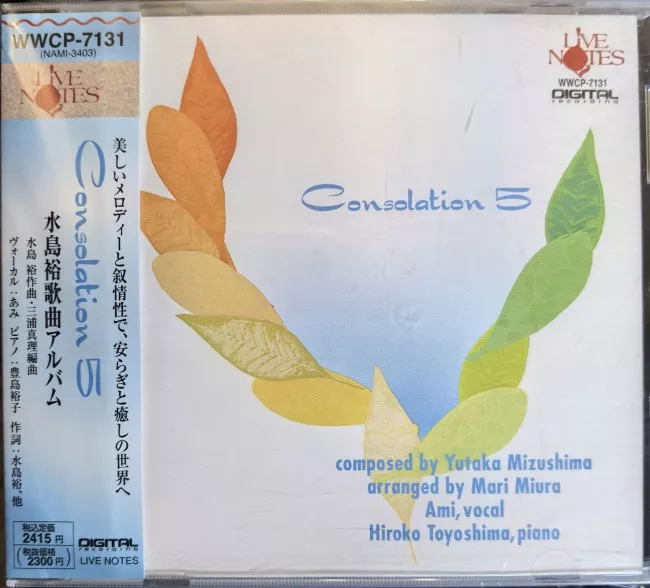 WWCP-7131
(NAMI-3403)
LIVE
NOTES
Consolation 5
美しいメロディーと叙情性で、安らぎと癒しの世界へ
水島裕歌曲アルバム
水島 裕作曲・三浦真理編曲
ヴォーカル：あみ ピアノ：豊島裕子 作詞：水島裕、他
税込定価
2415円
(税抜価格)
2300円
DIGITAL
recording
LIVE NOTES
LIVE
NOTES
WWCP-7131
DIGITAL
recording
Consolation 5
composed by Yutaka Mizushima
arranged by Mari Miura
Ami, vocal
Hiroko Toyoshima, piano